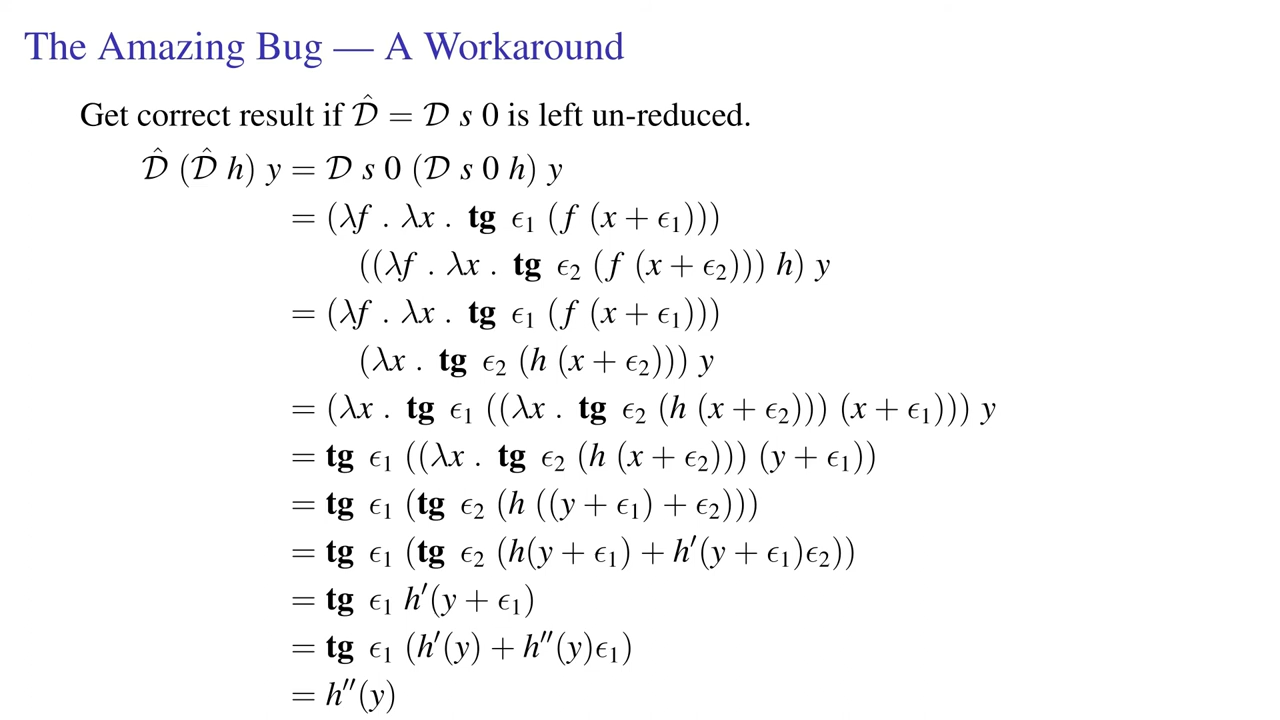 The Amazing Bug — A Workaround
Get correct result if 𝒟̂ = 𝒟 s 0 is left un-reduced.
𝒟̂ (𝒟̂ h) y = 𝒟 s 0 (𝒟 s 0 h) y
= (λf . λx . tg ϵ₁ (f (x + ϵ₁)))
((λf . λx . tg ϵ₂ (f (x + ϵ₂))) h) y
= (λf . λx . tg ϵ₁ (f (x + ϵ₁)))
(λx . tg ϵ₂ (h (x + ϵ₂))) y
= (λx . tg ϵ₁ ((λx . tg ϵ₂ (h (x + ϵ₂))) (x + ϵ₁))) y
= tg ϵ₁ ((λx . tg ϵ₂ (h (x + ϵ₂))) (y + ϵ₁))
= tg ϵ₁ (tg ϵ₂ (h ((y + ϵ₁) + ϵ₂)))
= tg ϵ₁ (tg ϵ₂ (h(y + ϵ₁) + h′(y + ϵ₁)ϵ₂))
= tg ϵ₁ h′(y + ϵ₁)
= tg ϵ₁ (h′(y) + h″(y)ϵ₁)
= h″(y)